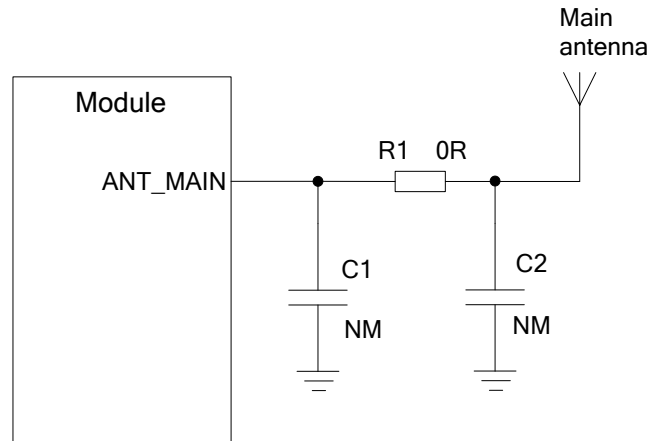 Main
antenna
Module
R1 0R
ANT_MAIN
C1
C2
NM
NM